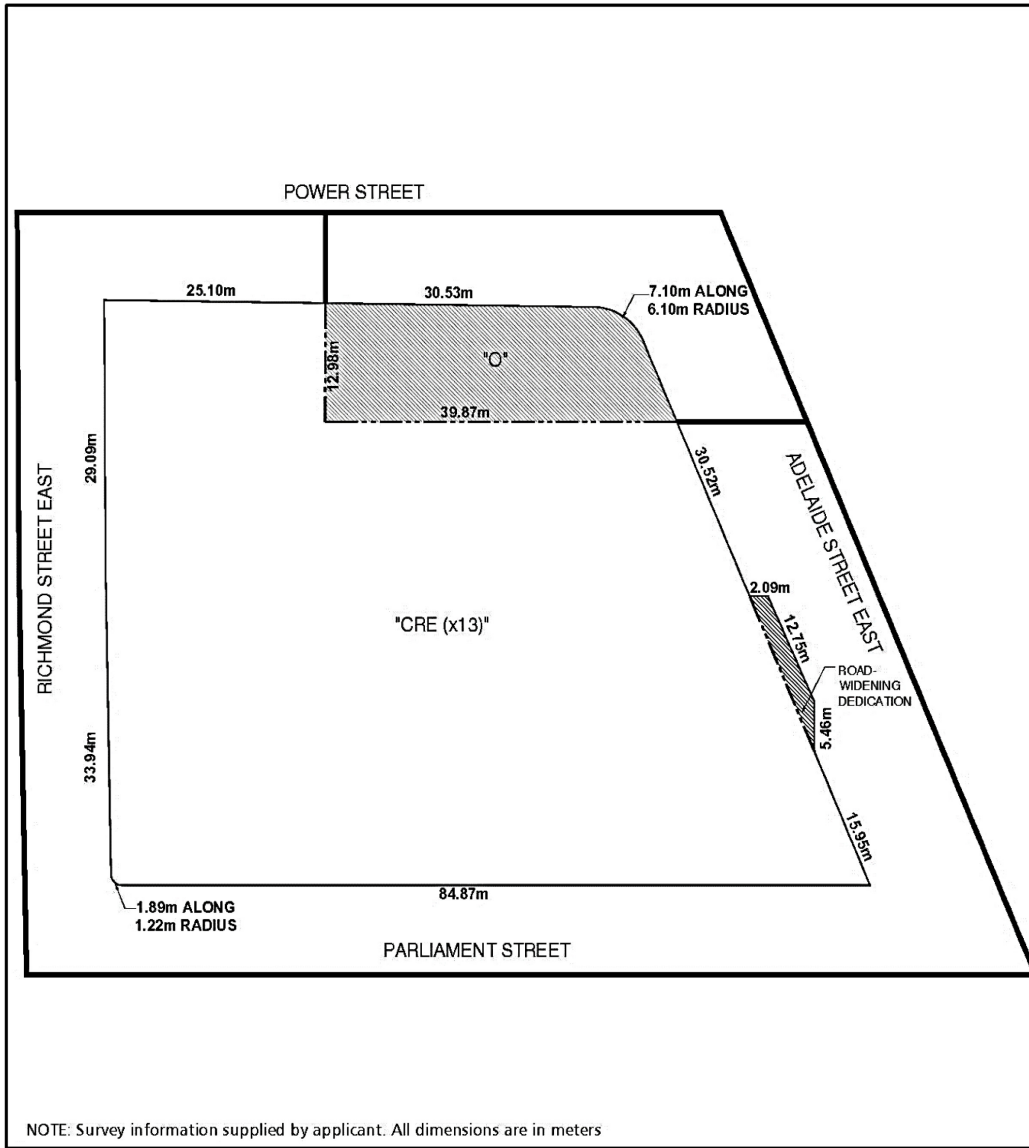 POWER STREET
25.10m
30.53m
7.10m ALONG
6.10m RADIUS
12.98m
"O"
39.87m
29.09m
30.52m
ADELAIDE STREET EAST
RICHMOND STREET EAST
2.09m
"CRE (x13)"
12.75m
ROAD-
WIDENING
DEDICATION
5.46m
33.94m
15.95m
84.87m
1.89m ALONG
1.22m RADIUS
PARLIAMENT STREET
NOTE: Survey information supplied by applicant. All dimensions are in meters